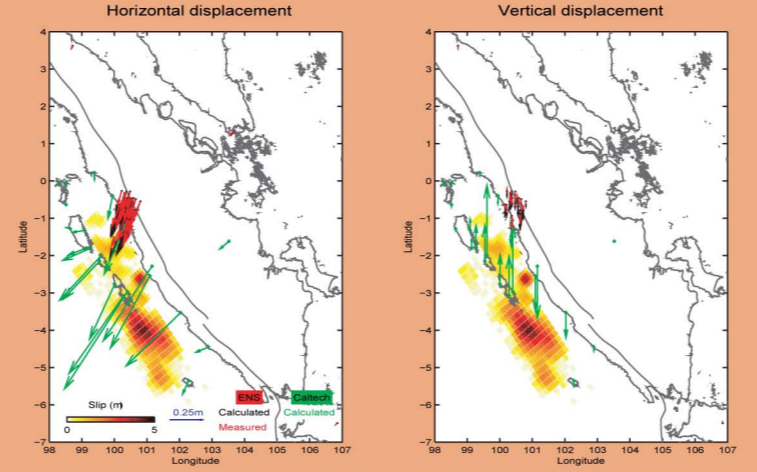 Horizontal displacement
Vertical displacement
4
3
2
1
0
−1
−2
−3
−4
−5
−6
−7
Latitude
98 99 100 101 102 103 104 105 106 107
Longitude
Slip (m)
0 5
0.25m
ENS
Calculated
Measured
Caltech
Calculated
4
3
2
1
0
−1
−2
−3
−4
−5
−6
−7
Latitude
98 99 100 101 102 103 104 105 106 107
Longitude